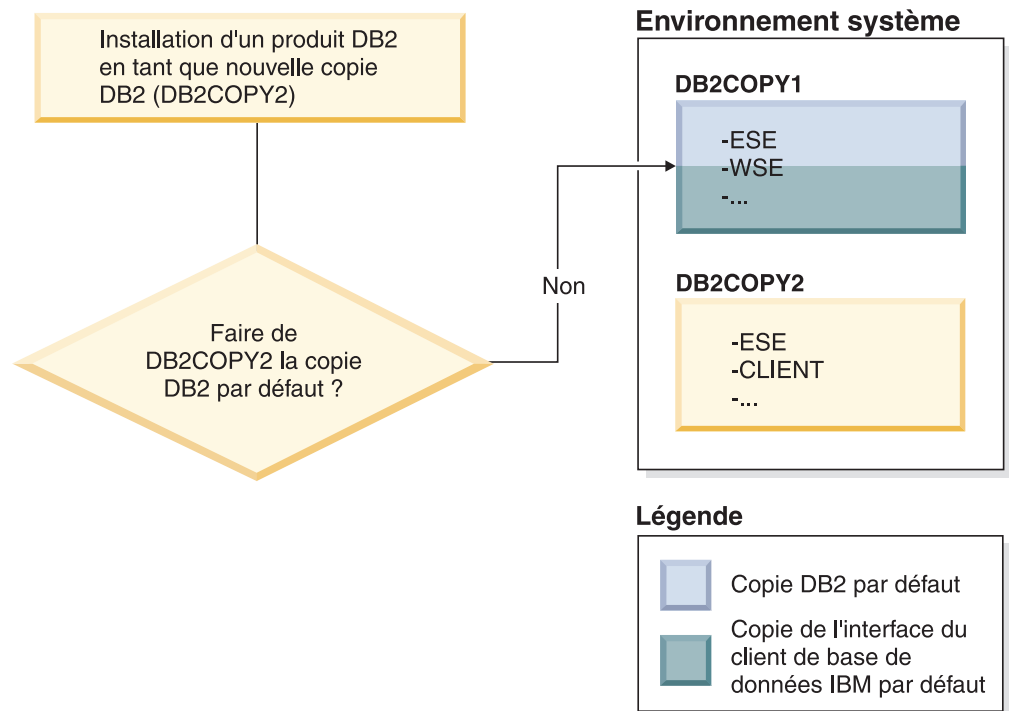 Installation d'un produit DB2
en tant que nouvelle copie
DB2 (DB2COPY2)
Faire de
DB2COPY2 la copie
DB2 par défaut ?
Non
Environnement système
DB2COPY1
-ESE
-WSE
-...
DB2COPY2
-ESE
-CLIENT
-...
Légende
Copie DB2 par défaut
Copie de l'interface du
client de base de
données IBM par défaut